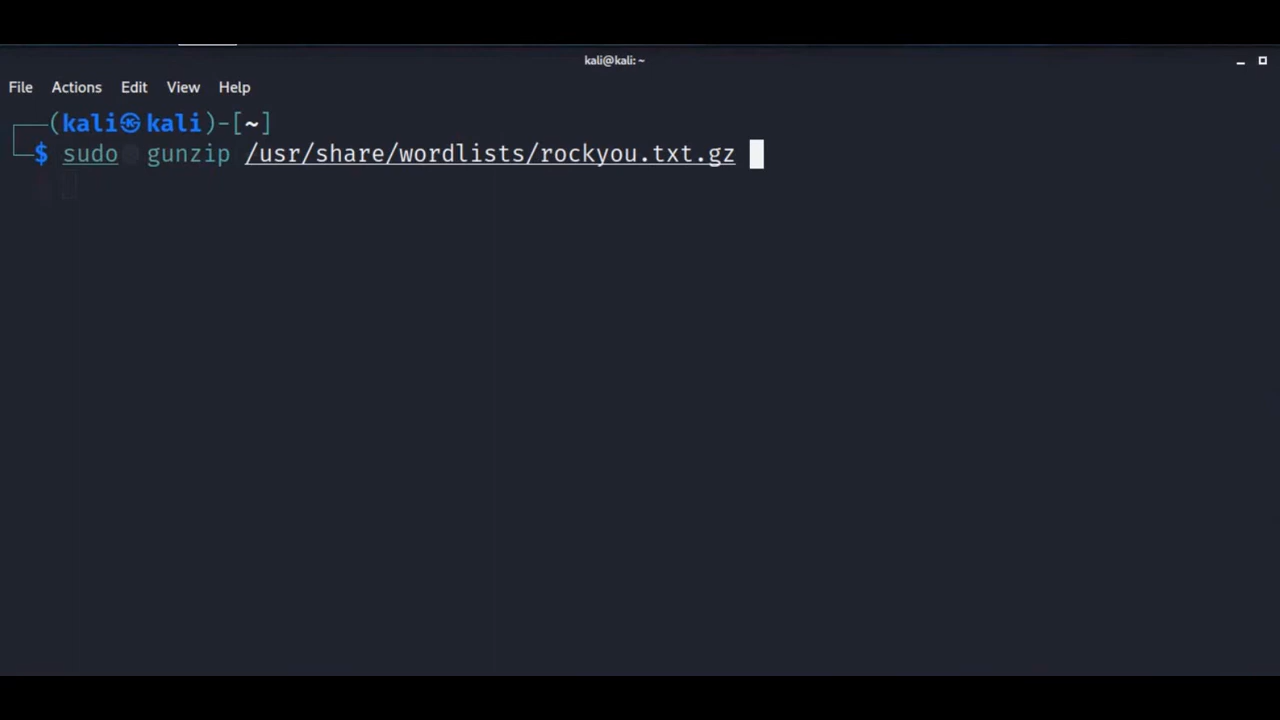 kali@kali: ~
File Actions Edit View Help
(kali㉿kali)-[~]
$ sudo gunzip /usr/share/wordlists/rockyou.txt.gz